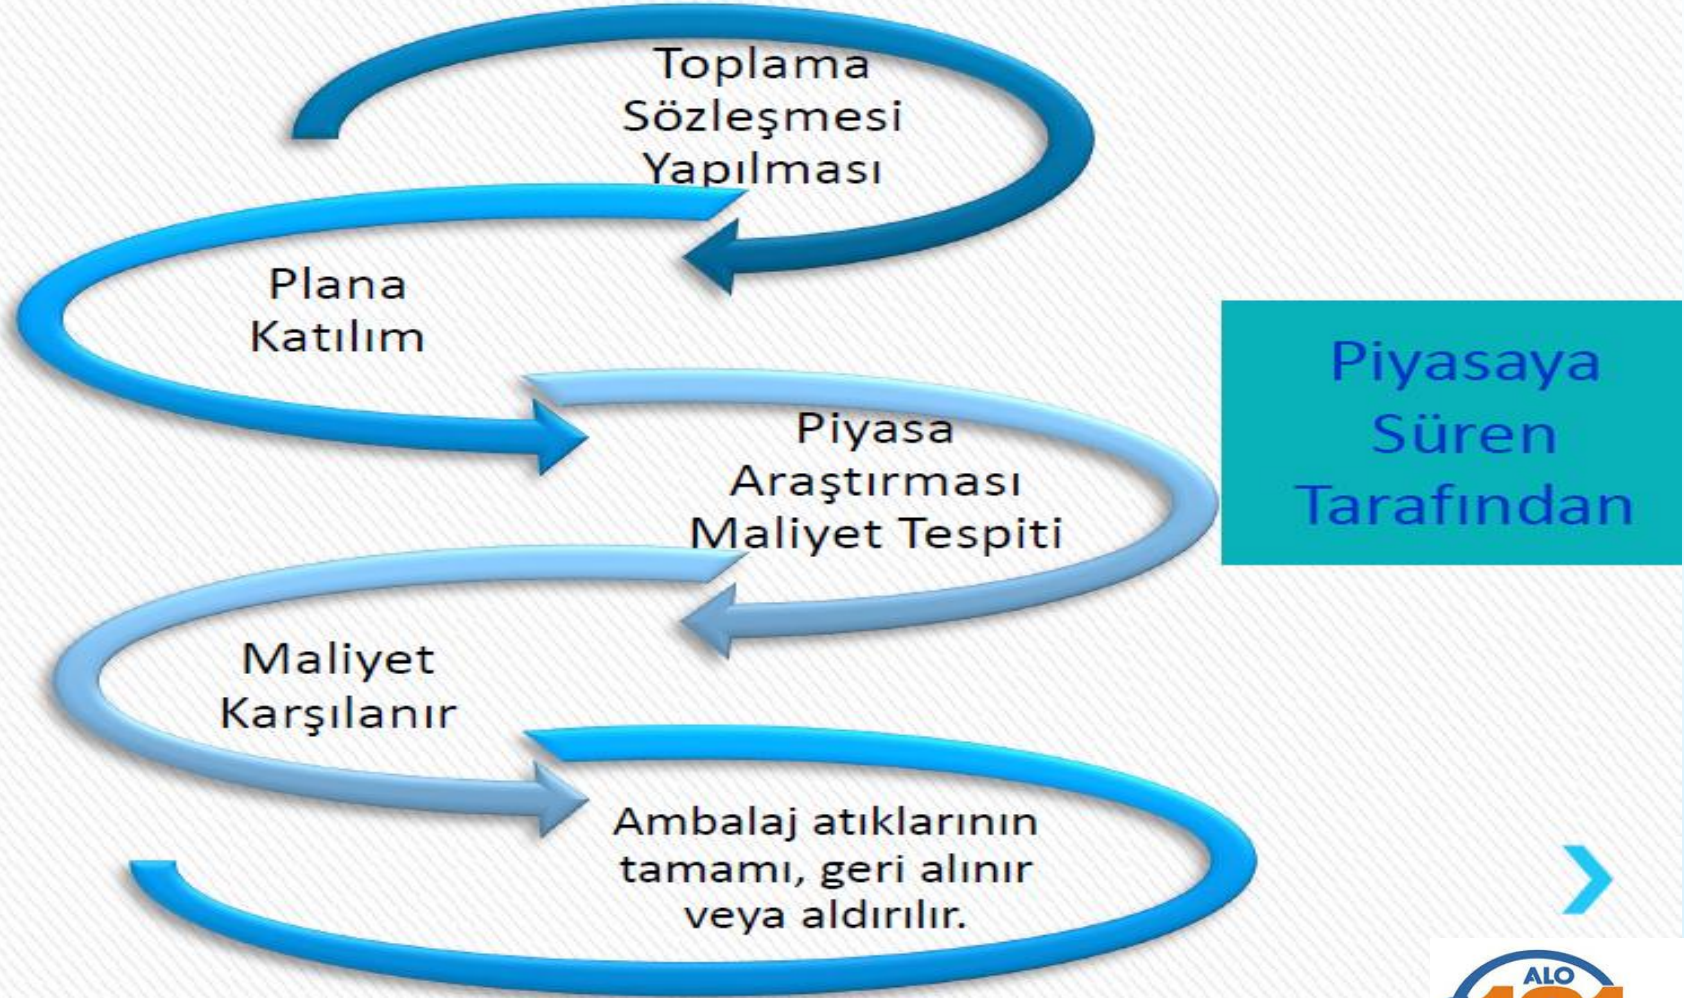 Toplama
Sözleşmesi
Yapılması
Plana
Katılım
Piyasa
Araştırması
Maliyet Tespiti
Maliyet
Karşılanır
Ambalaj atıklarının
tamamı, geri alınır
veya aldırılır.
Piyasaya
Süren
Tarafından
ALO